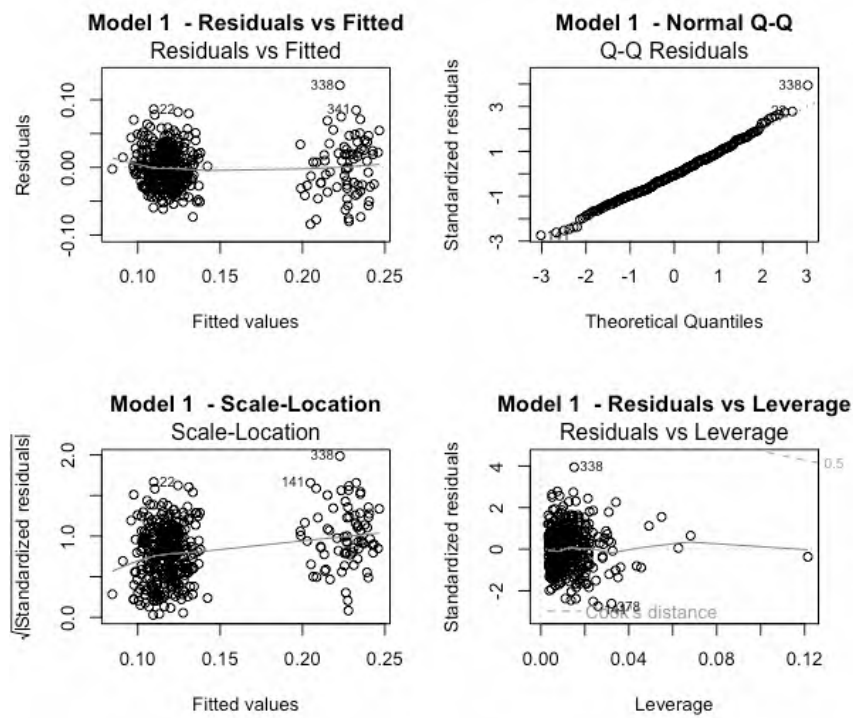 Model 1 - Residuals vs Fitted
Residuals vs Fitted
Residuals
0.10
0.00
-0.10
338
22
341
0.10
0.15
0.20
0.25
Fitted values
Model 1 - Normal Q-Q
Q-Q Residuals
Standardized residuals
3
1
-1
-3
338
-3
-2
-1
0
1
2
3
Theoretical Quantiles
Model 1 - Scale-Location
Scale-Location
√|Standardized residuals|
2.0
1.0
0.0
338
22
141
0.10
0.15
0.20
0.25
Fitted values
Model 1 - Residuals vs Leverage
Residuals vs Leverage
Standardized residuals
4
2
0
-2
338
0.5
378
Cook's distance
0.00
0.04
0.08
0.12
Leverage